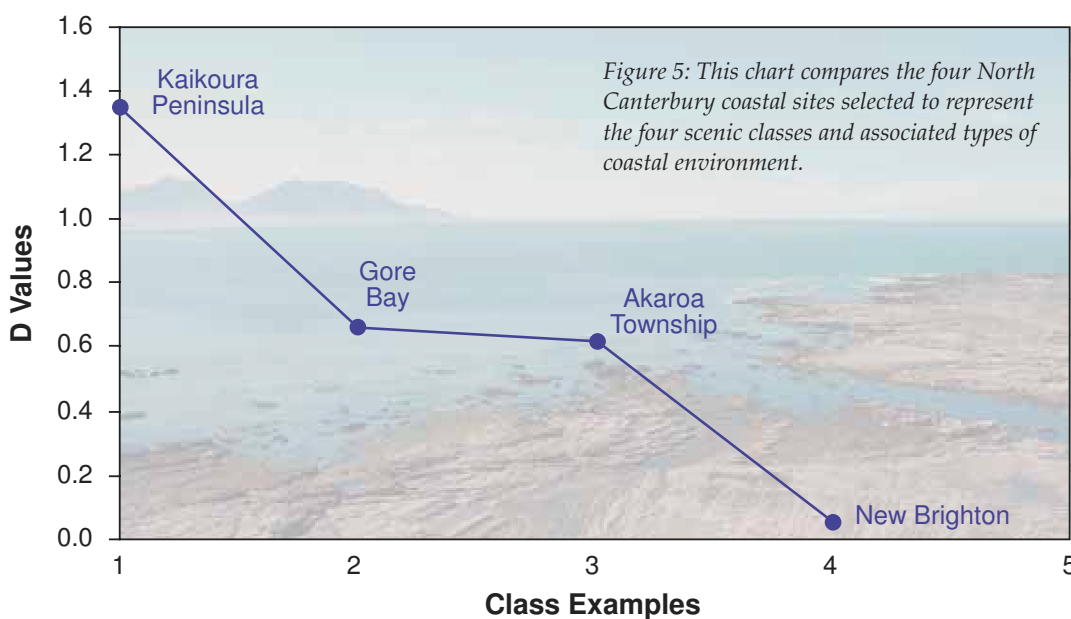 1.6
1.4
1.2
1.0
0.8
0.6
0.4
0.2
0.0
D Values
Kaikoura
Peninsula
Gore
Bay
Akaroa
Township
New Brighton
Figure 5: This chart compares the four North
Canterbury coastal sites selected to represent
the four scenic classes and associated types of
coastal environment.
1
2
3
4
5
Class Examples